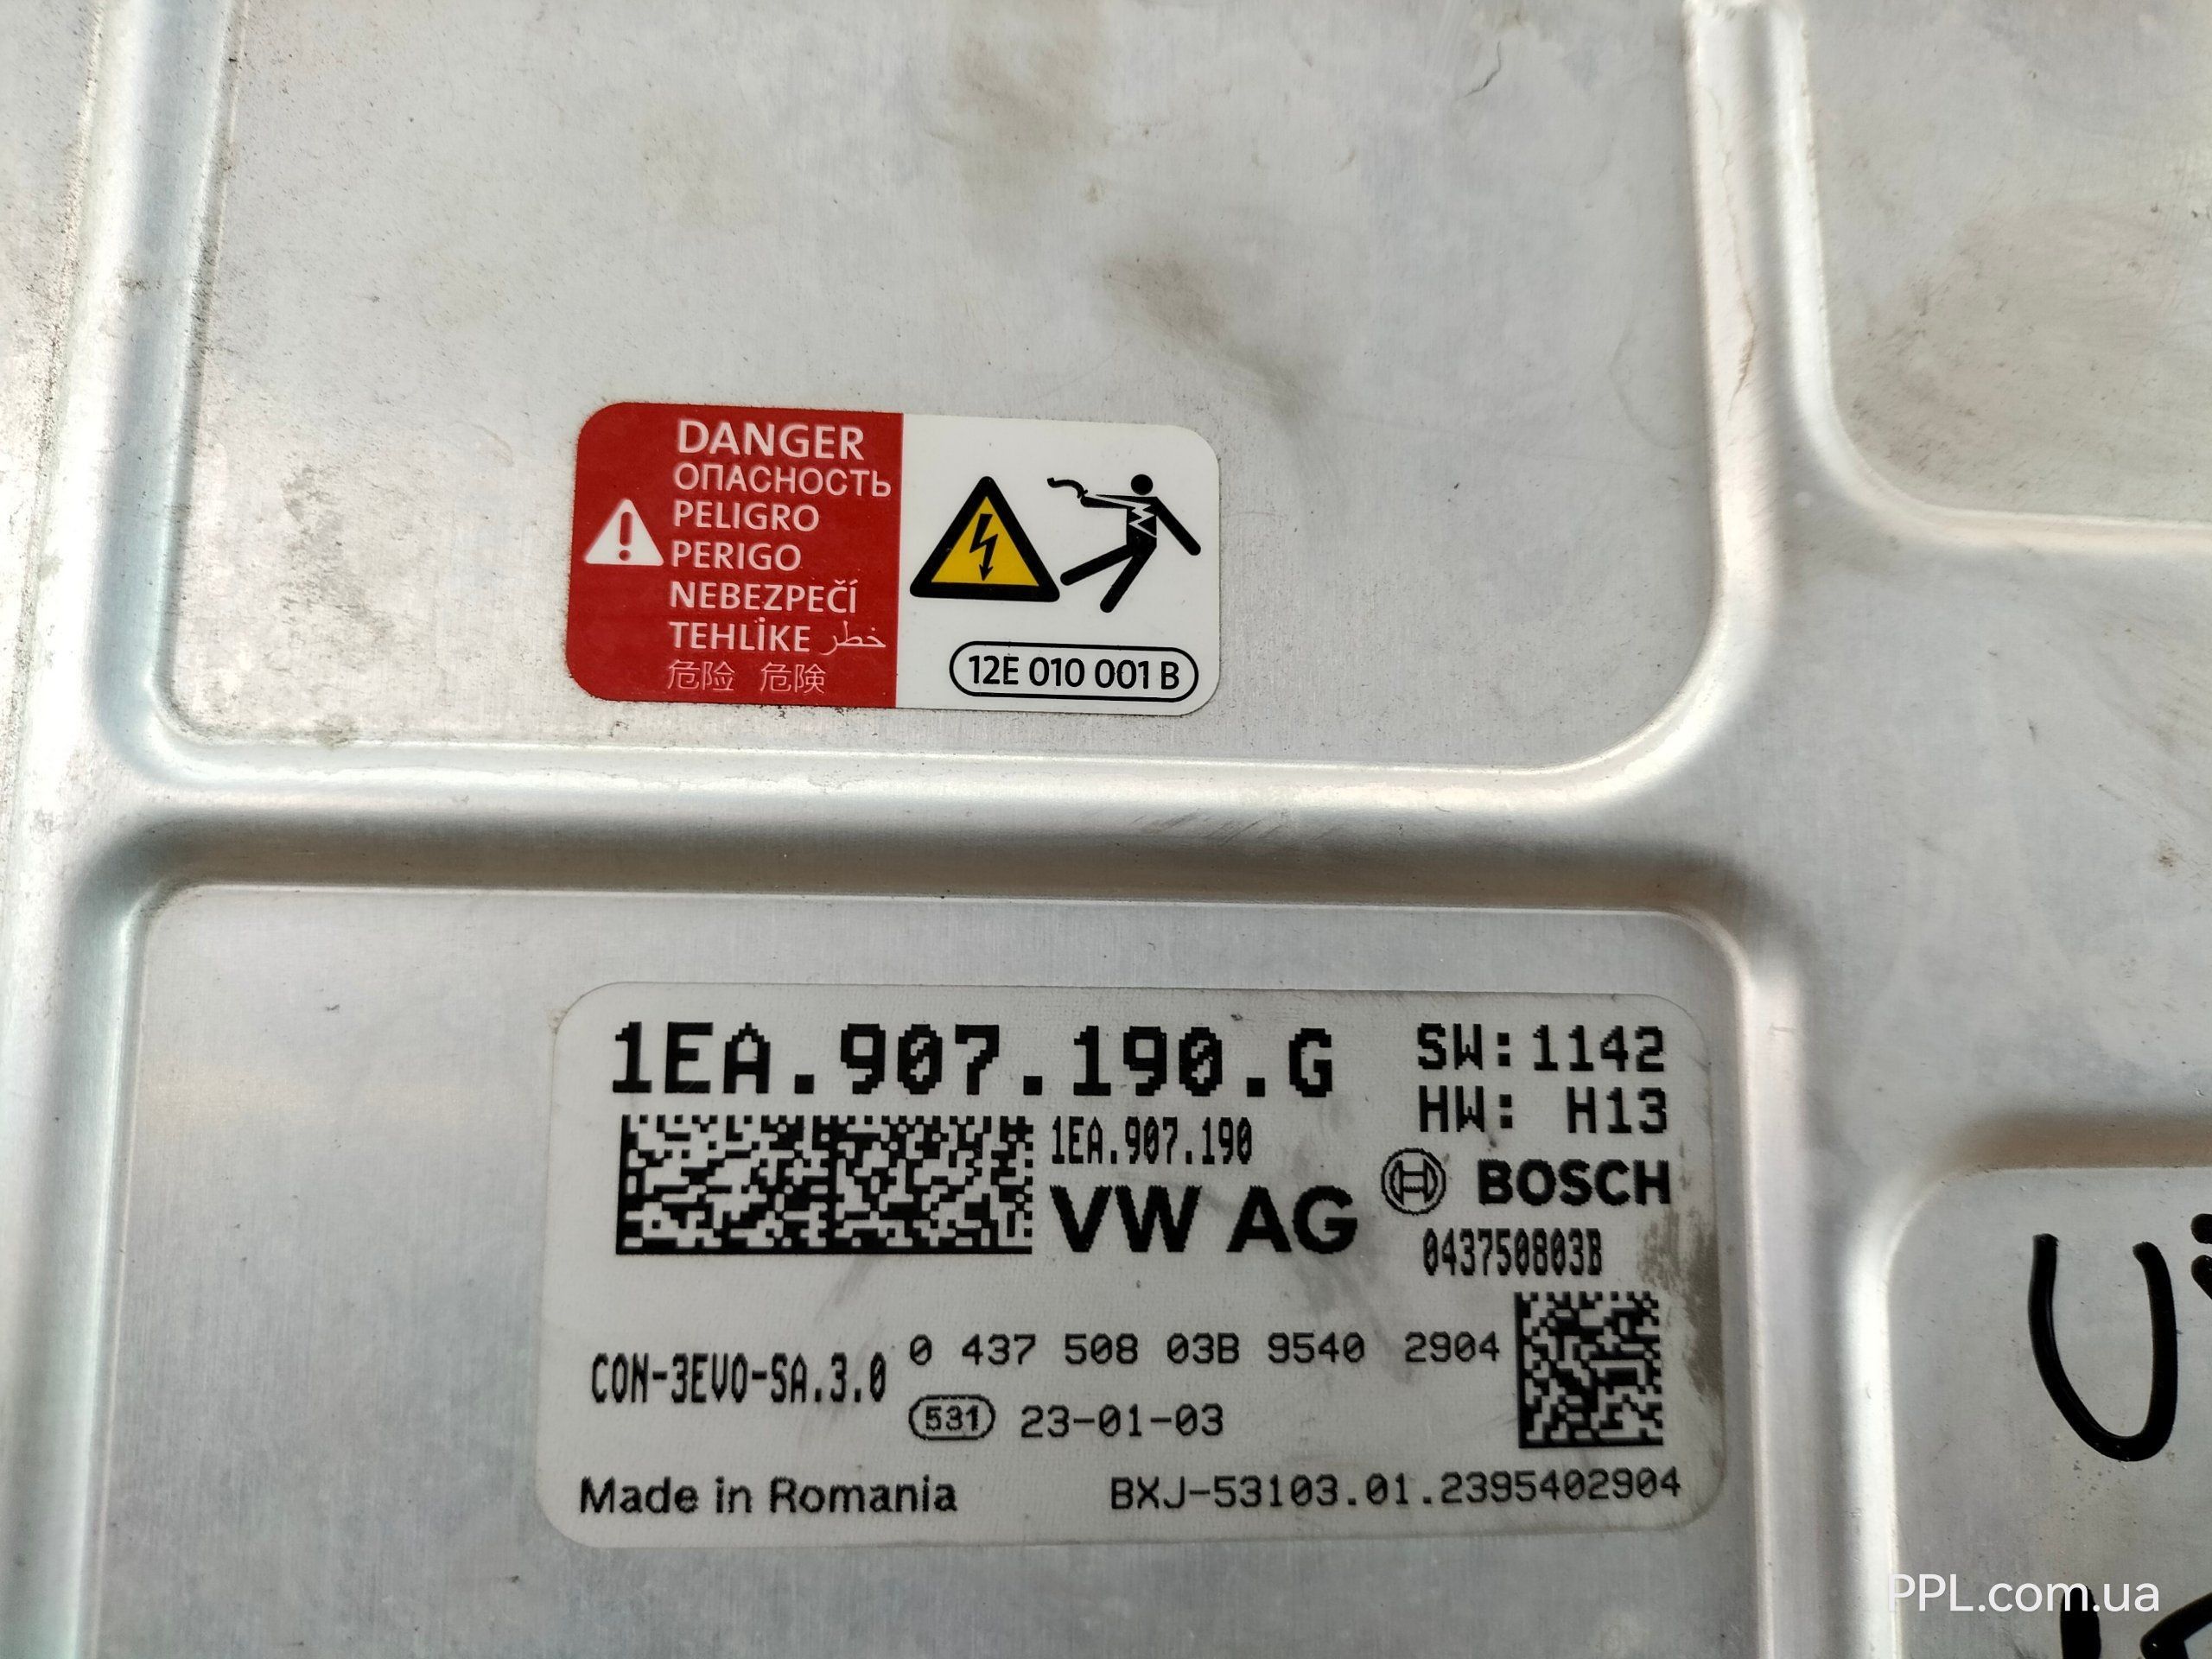 DANGER
ОПАСНОСТЬ
PELIGRO
PERIGO
NEBEZPEČÍ
TEHLİKE خطر
危险 危険
12E 010 001 B
1EA.907.190.G
SW:1142
HW: H13
1EA.907.190
VW AG
BOSCH
043750803B
CON-3EVO-SA.3.0
0 437 508 03B 9540 2904
531 23-01-03
Made in Romania
BXJ-53103.01.2395402904
PPL.com.ua